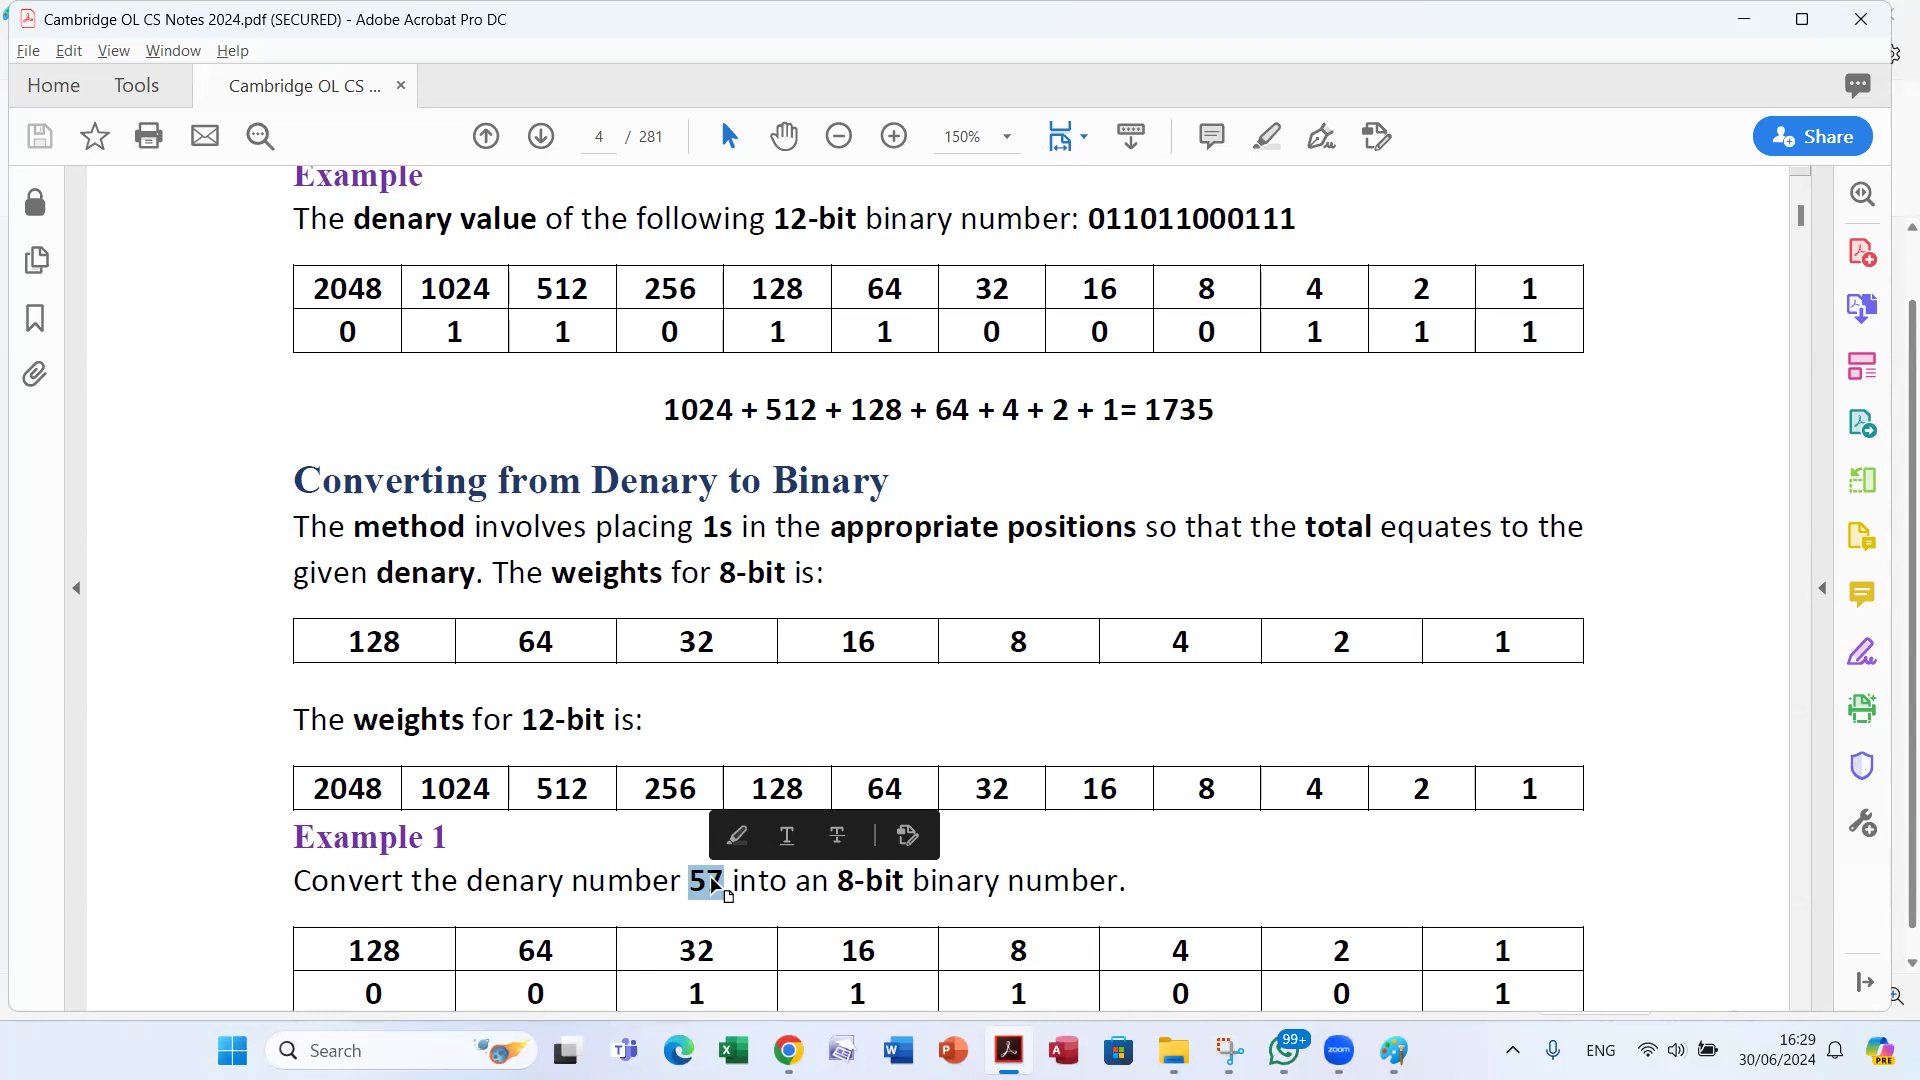 Cambridge OL CS Notes 2024.pdf (SECURED) - Adobe Acrobat Pro DC
File Edit View Window Help
Home Tools Cambridge OL CS ... ×
4 / 281 150% Share
Example
The denary value of the following 12-bit binary number: 011011000111
2048 1024 512 256 128 64 32 16 8 4 2 1
0 1 1 0 1 1 0 0 0 1 1 1
1024 + 512 + 128 + 64 + 4 + 2 + 1= 1735
Converting from Denary to Binary
The method involves placing 1s in the appropriate positions so that the total equates to the
given denary. The weights for 8-bit is:
128 64 32 16 8 4 2 1
The weights for 12-bit is:
2048 1024 512 256 128 64 32 16 8 4 2 1
Example 1
Convert the denary number 57 into an 8-bit binary number.
128 64 32 16 8 4 2 1
0 0 1 1 1 0 0 1
Search 99+ zoom ENG 16:29
30/06/2024 PRE